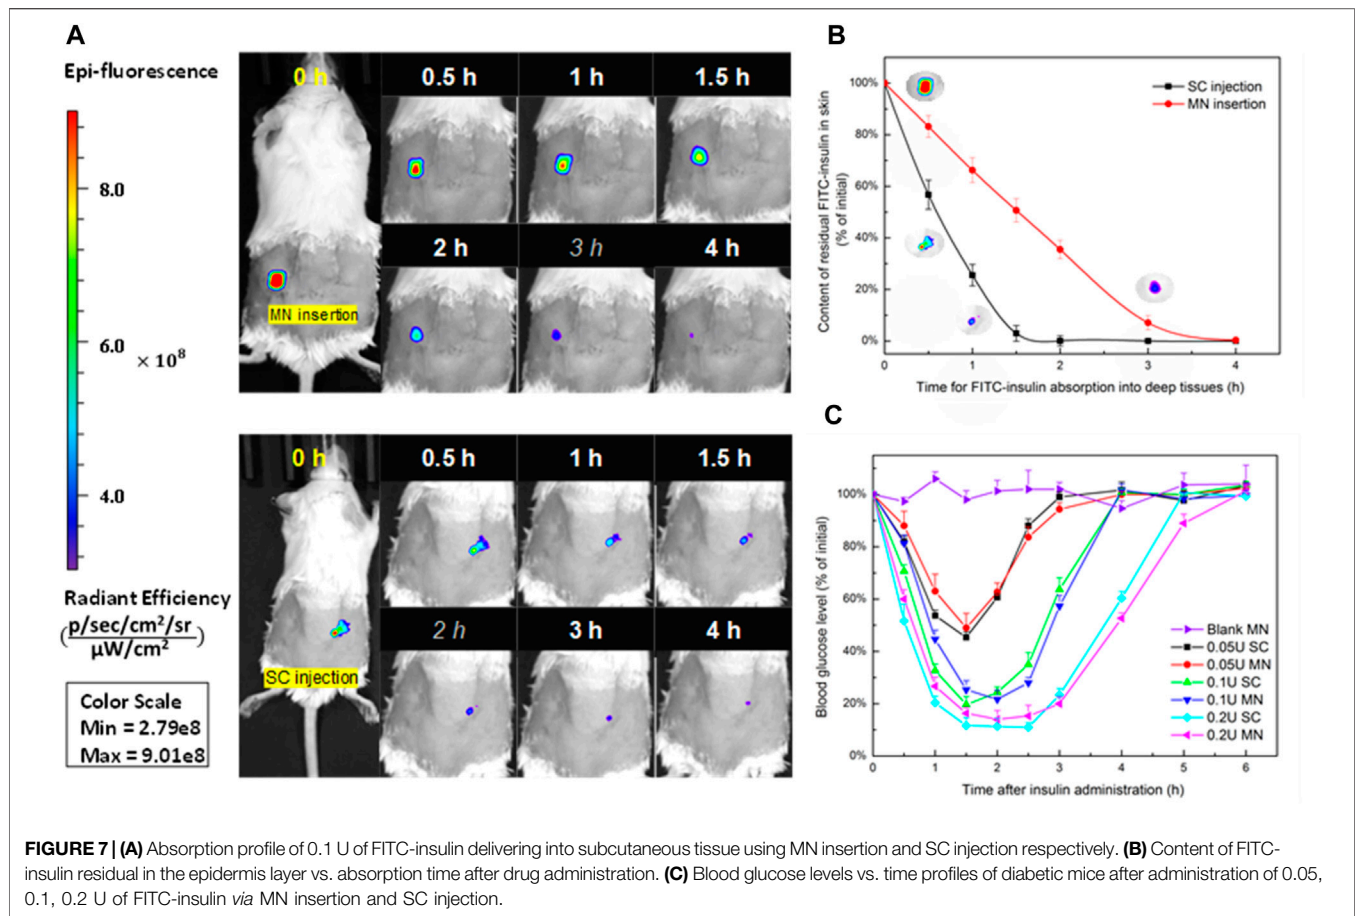 A
Epi-fluorescence
8.0
6.0
× 10⁸
4.0
Radiant Efficiency
(p/sec/cm²/sr
μW/cm²)
Color Scale
Min = 2.79e8
Max = 9.01e8
0 h
0.5 h
1 h
1.5 h
2 h
3 h
4 h
MN insertion
0 h
0.5 h
1 h
1.5 h
2 h
3 h
4 h
SC injection
B
Content of residual FITC-insulin in skin
(% of initial)
100%
80%
60%
40%
20%
0%
SC injection
MN insertion
0
1
2
3
4
Time for FITC-insulin absorption into deep tissues (h)
C
Blood glucose level (% of initial)
100%
80%
60%
40%
20%
0%
Blank MN
0.05U SC
0.05U MN
0.1U SC
0.1U MN
0.2U SC
0.2U MN
0
1
2
3
4
5
6
Time after insulin administration (h)
FIGURE 7 | (A) Absorption profile of 0.1 U of FITC-insulin delivering into subcutaneous tissue using MN insertion and SC injection respectively. (B) Content of FITC-
insulin residual in the epidermis layer vs. absorption time after drug administration. (C) Blood glucose levels vs. time profiles of diabetic mice after administration of 0.05,
0.1, 0.2 U of FITC-insulin via MN insertion and SC injection.